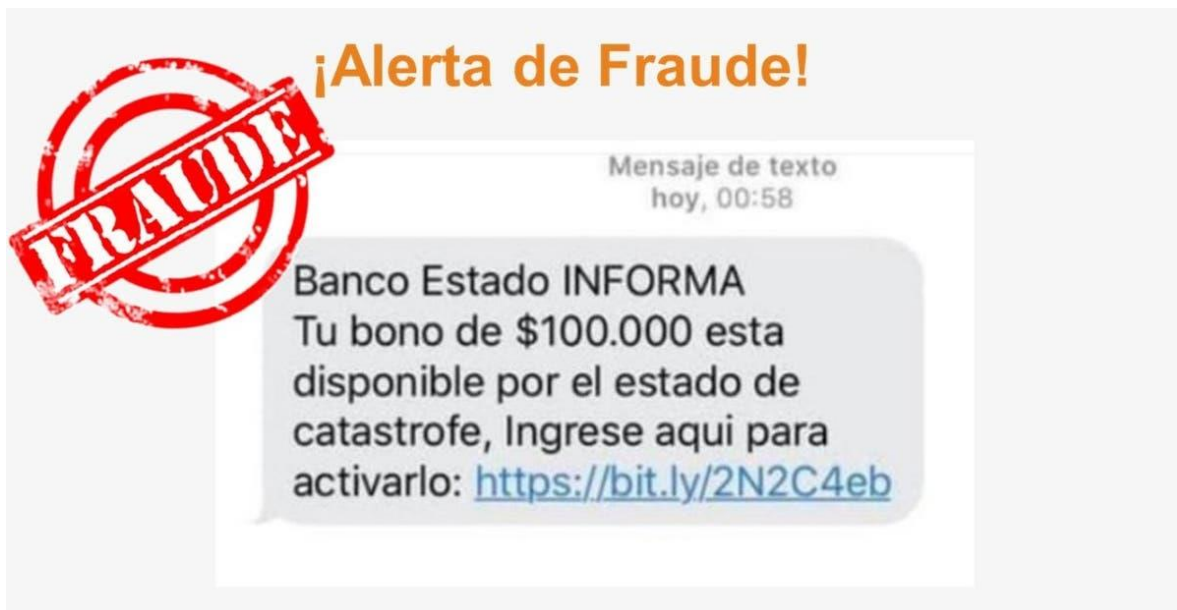 ¡Alerta de Fraude!
FRAUDE
Mensaje de texto
hoy, 00:58
Banco Estado INFORMA
Tu bono de $100.000 esta
disponible por el estado de
catastrofe, Ingrese aqui para
activarlo: https://bit.ly/2N2C4eb